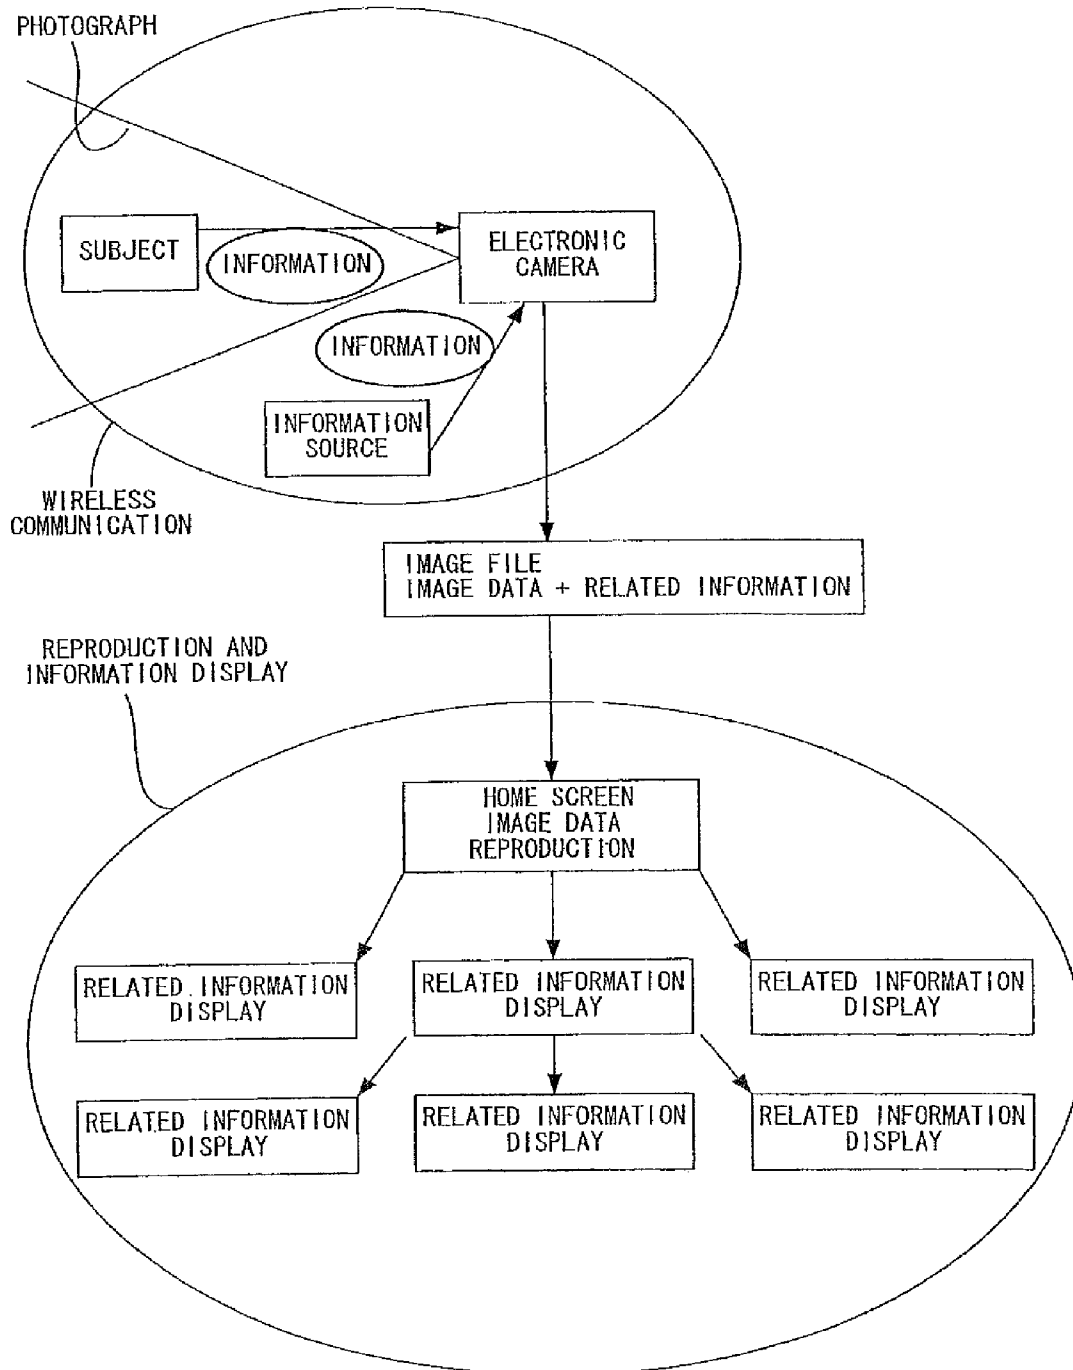 PHOTOGRAPH
SUBJECT
INFORMATION
ELECTRONIC
CAMERA
INFORMATION
INFORMATION
SOURCE
WIRELESS
COMMUNICATION
IMAGE FILE
IMAGE DATA + RELATED INFORMATION
REPRODUCTION AND
INFORMATION DISPLAY
HOME SCREEN
IMAGE DATA
REPRODUCTION
RELATED INFORMATION
DISPLAY
RELATED INFORMATION
DISPLAY
RELATED INFORMATION
DISPLAY
RELATED INFORMATION
DISPLAY
RELATED INFORMATION
DISPLAY
RELATED INFORMATION
DISPLAY